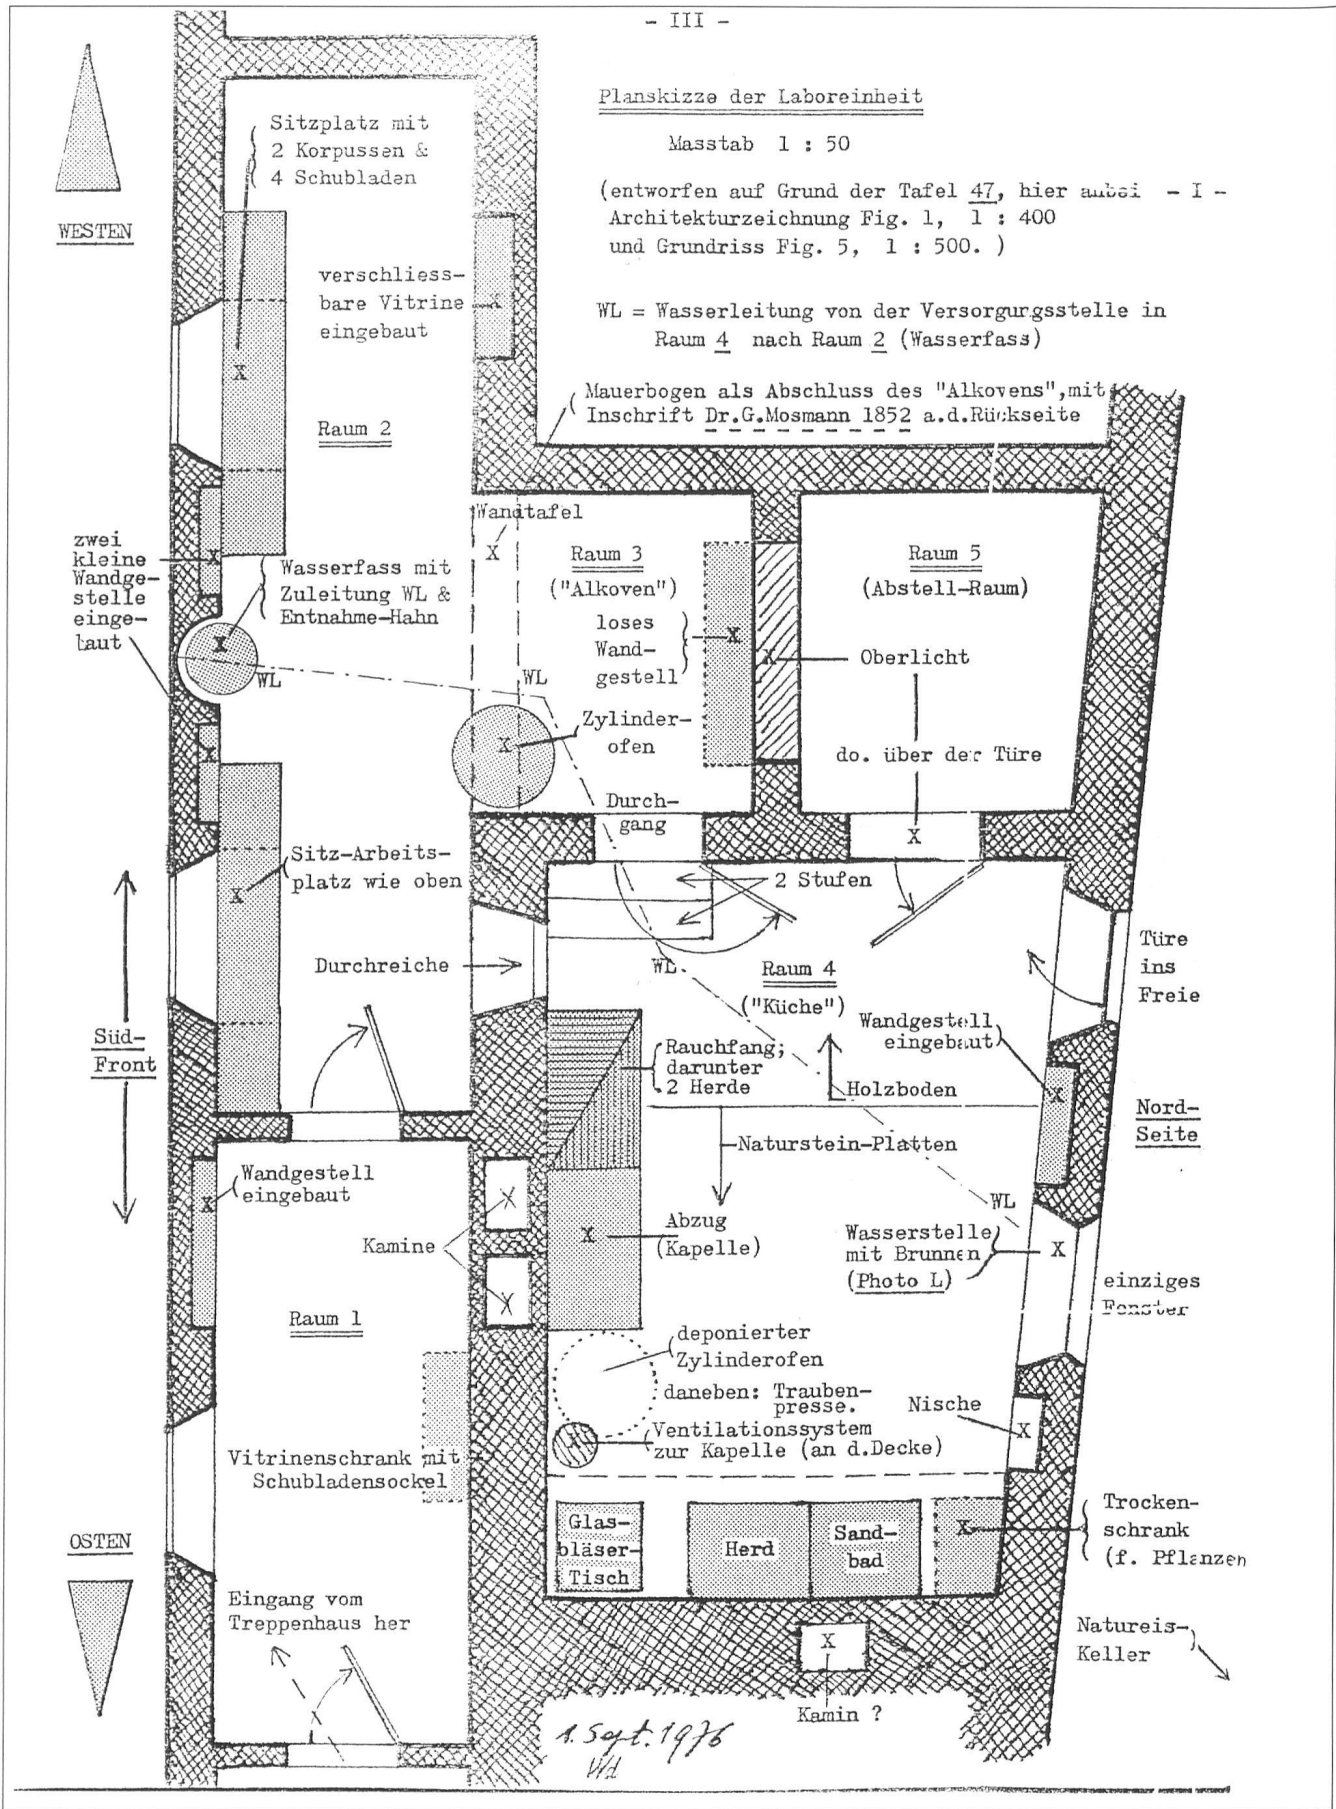 - III -
Planskizze der Laboreinheit
Masstab 1 : 50
(entworfen auf Grund der Tafel 47, hier anbei - I -
Architekturzeichnung Fig. 1, 1 : 400
und Grundriss Fig. 5, 1 : 500. )
WL = Wasserleitung von der Versorgungsstelle in
Raum 4 nach Raum 2 (Wasserfass)
Mauerbogen als Abschluss des "Alkovens", mit
Inschrift Dr.G.Mosmann 1852 a.d.Rückseite
WESTEN
Sitzplatz mit
2 Korpussen &
4 Schubladen
X
verschliess-
bare Vitrine
eingebaut
X
Raum 2
zwei
kleine
Wandge-
stelle
einge-
baut
X
X
Wasserfass mit
Zuleitung WL &
Entnahme-Hahn
X
WL
Wandtafel
X
Raum 3
("Alkoven")
loses
Wand-
gestell
X
X
WL
Zylinder-
ofen
X
Durch-
gang
Raum 5
(Abstell-Raum)
Oberlicht
do. über der Türe
X
Sitz-Arbeits-
platz wie oben
X
Durchreiche
Süd-
Front
2 Stufen
WL
Raum 4
("Küche")
Türe
ins
Freie
Wandgestell
eingebaut
X
Rauchfang;
darunter
2 Herde
Holzboden
Naturstein-Platten
Nord-
Seite
Wandgestell
eingebaut
X
Kamine
X
X
Abzug
(Kapelle)
X
WL
Wasserstelle
mit Brunnen
(Photo L)
X
einziges
Fenster
Raum 1
deponierter
Zylinderofen
daneben: Trauben-
presse.
Nische
X
Ventilationssystem
zur Kapelle (an d.Decke)
X
Vitrinenschrank mit
Schubladensockel
OSTEN
Glas-
bläser-
Tisch
Herd
Sand-
bad
X
Trocken-
schrank
(f. Pflanzen
Eingang vom
Treppenhaus her
Natureis-
Keller
X
Kamin ?
1. Sept. 1976